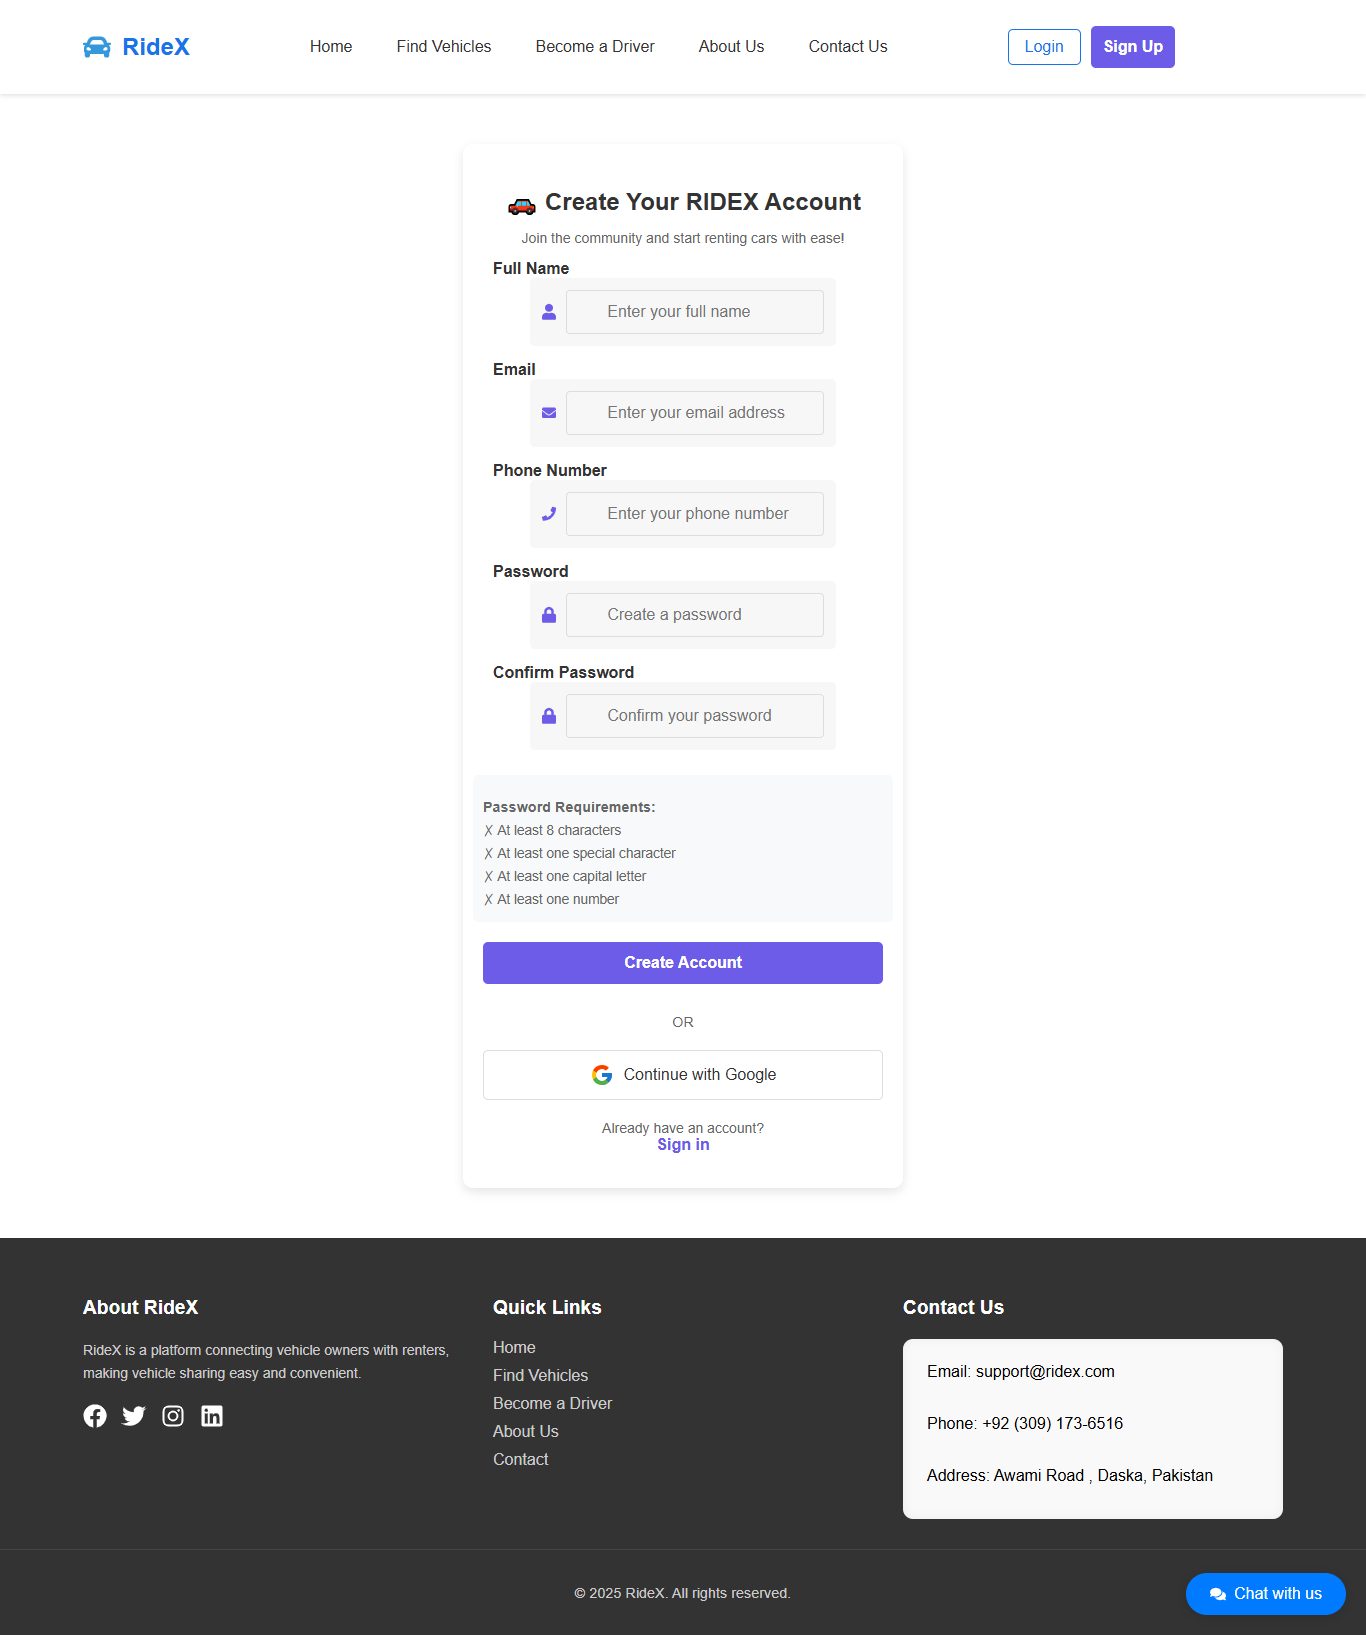 RideX
Home
Find Vehicles
Become a Driver
About Us
Contact Us
Login
Sign Up
Create Your RIDEX Account
Join the community and start renting cars with ease!
Full Name
Enter your full name
Email
Enter your email address
Phone Number
Enter your phone number
Password
Create a password
Confirm Password
Confirm your password
Password Requirements:
✗ At least 8 characters
✗ At least one special character
✗ At least one capital letter
✗ At least one number
Create Account
OR
Continue with Google
Already have an account?
Sign in
About RideX
RideX is a platform connecting vehicle owners with renters,
making vehicle sharing easy and convenient.
Quick Links
Home
Find Vehicles
Become a Driver
About Us
Contact
Contact Us
Email: support@ridex.com
Phone: +92 (309) 173-6516
Address: Awami Road , Daska, Pakistan
© 2025 RideX. All rights reserved.
Chat with us